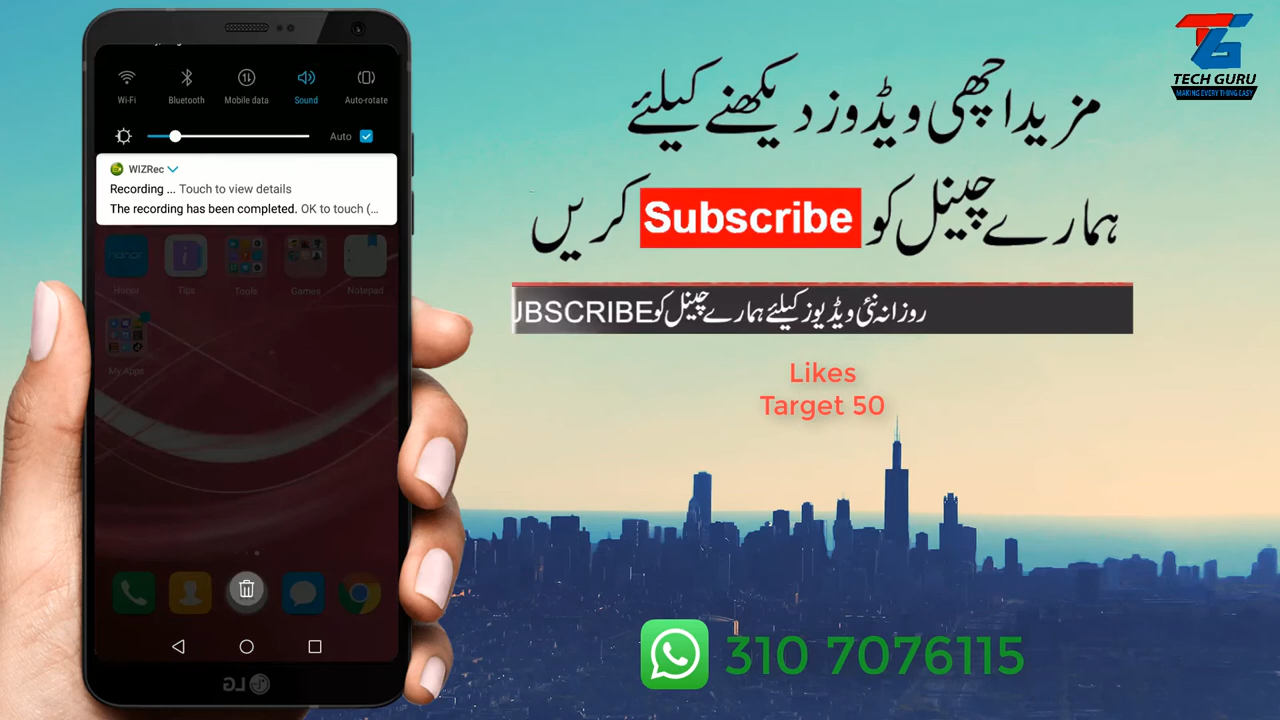 Wi-Fi
Bluetooth
Mobile data
Sound
Auto-rotate
Auto
WIZRec
Recording ... Touch to view details
The recording has been completed. OK to touch (...
Honor
Tips
Tools
Games
Notepad
My Apps
LG
TG
TECH GURU
MAKING EVERY THING EASY
مزید اچھی ویڈوز دیکھنے کیلئے
ہمارے چینل کو Subscribe کریں
روزانہ نئی ویڈیوز کیلئے ہمارے چینل کو UBSCRIBE
Likes
Target 50
310 7076115